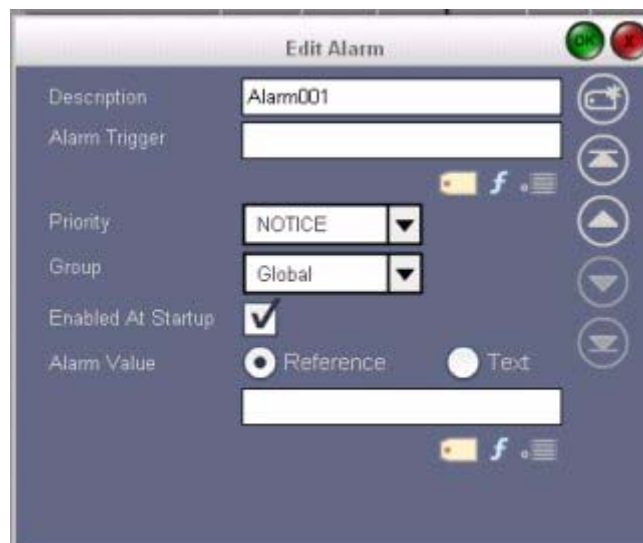 Edit Alarm
OK X
Description Alarm001
Alarm Trigger
f
Priority NOTICE
Group Global
Enabled At Startup
Alarm Value Reference Text
f